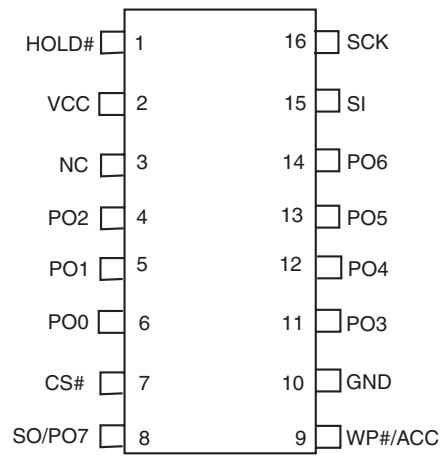 HOLD# 1 16 SCK
VCC 2 15 SI
NC 3 14 PO6
PO2 4 13 PO5
PO1 5 12 PO4
PO0 6 11 PO3
CS# 7 10 GND
SO/PO7 8 9 WP#/ACC